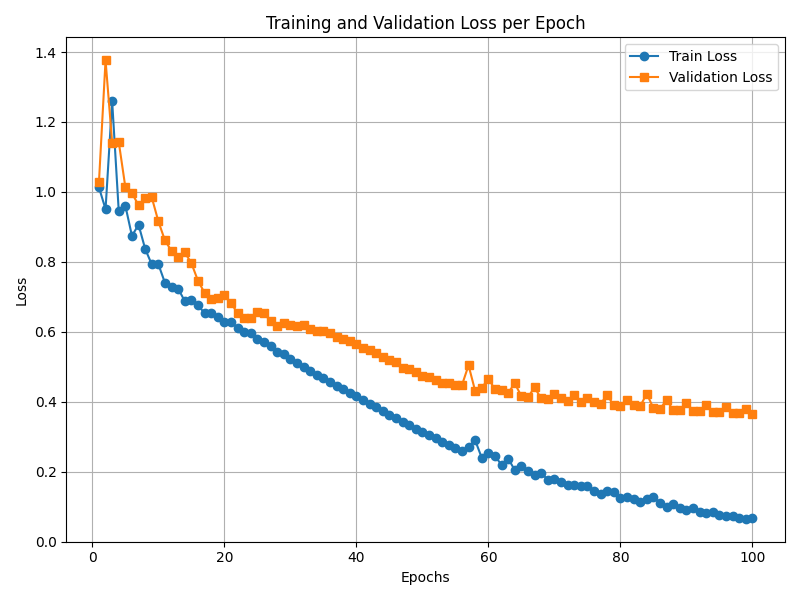 Training and Validation Loss per Epoch
Train Loss
Validation Loss
1.4
1.2
1.0
0.8
0.6
0.4
0.2
0.0
Loss
0 20 40 60 80 100
Epochs